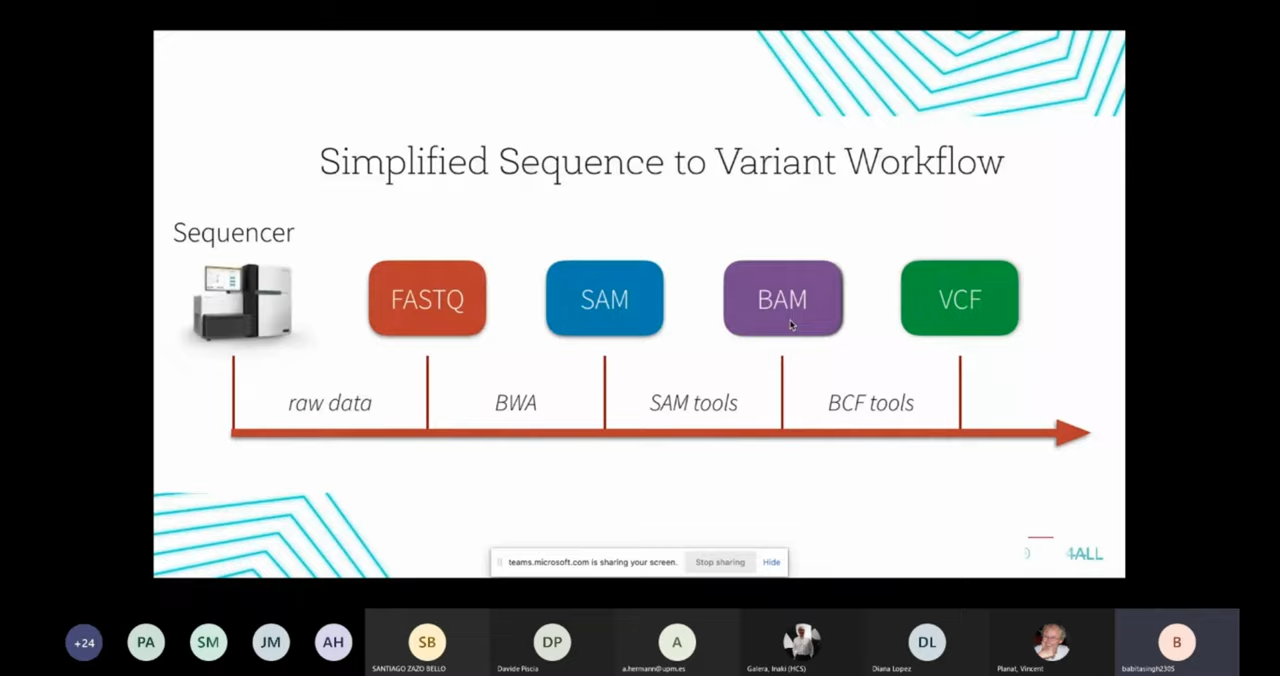 Simplified Sequence to Variant Workflow
Sequencer
FASTQ
SAM
BAM
VCF
raw data
BWA
SAM tools
BCF tools
teams.microsoft.com is sharing your screen.
Stop sharing
Hide
4ALL
+24
PA
SM
JM
AH
SB
DP
A
DL
B
SANTIAGO ZAZO BELLO
Davide Piscia
a.hermann@upm.es
Galera, Inaki (HCS)
Diana Lopez
Planat, Vincent
babitasingh2305